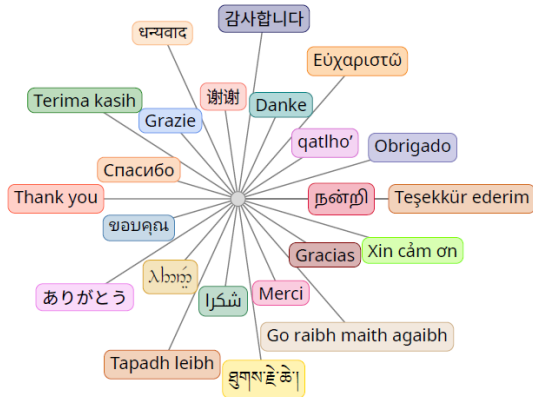 감사합니다
धन्यवाद
Εὐχαριστῶ
谢谢
Terima kasih
Danke
Grazie
qatlho’
Obrigado
Спасибо
Thank you
நன்றி
Teşekkür ederim
ขอบคุณ
Xin cảm ơn
Gracias
ありがとう
شكرا
Merci
Go raibh maith agaibh
Tapadh leibh
ཐུགས་རྗེ་ཆེ་།